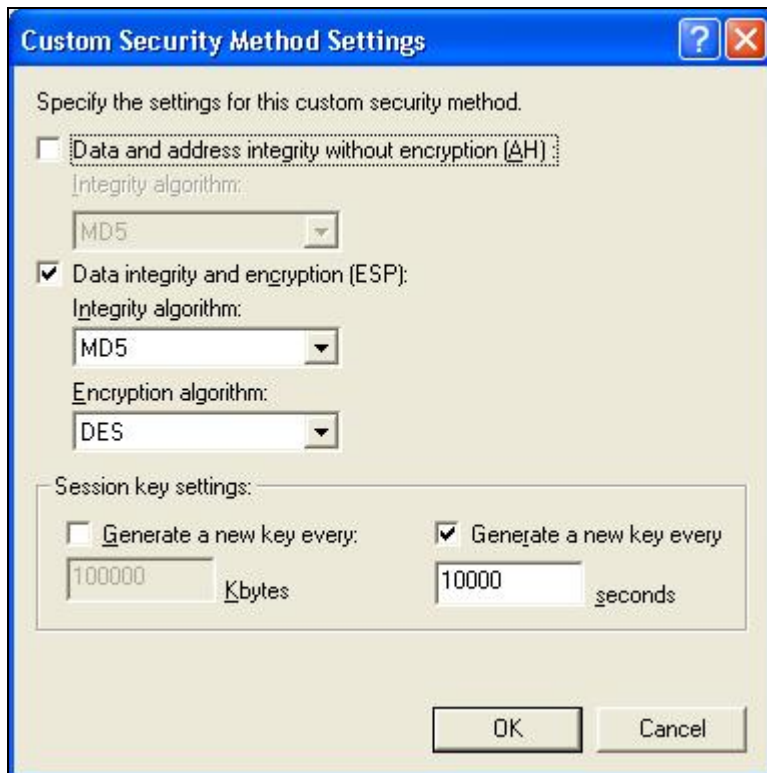 Custom Security Method Settings
Specify the settings for this custom security method.
Data and address integrity without encryption (AH) :
Integrity algorithm:
MD5
Data integrity and encryption (ESP):
Integrity algorithm:
MD5
Encryption algorithm:
DES
Session key settings:
Generate a new key every: Generate a new key every
100000 Kbytes 10000 seconds
OK Cancel